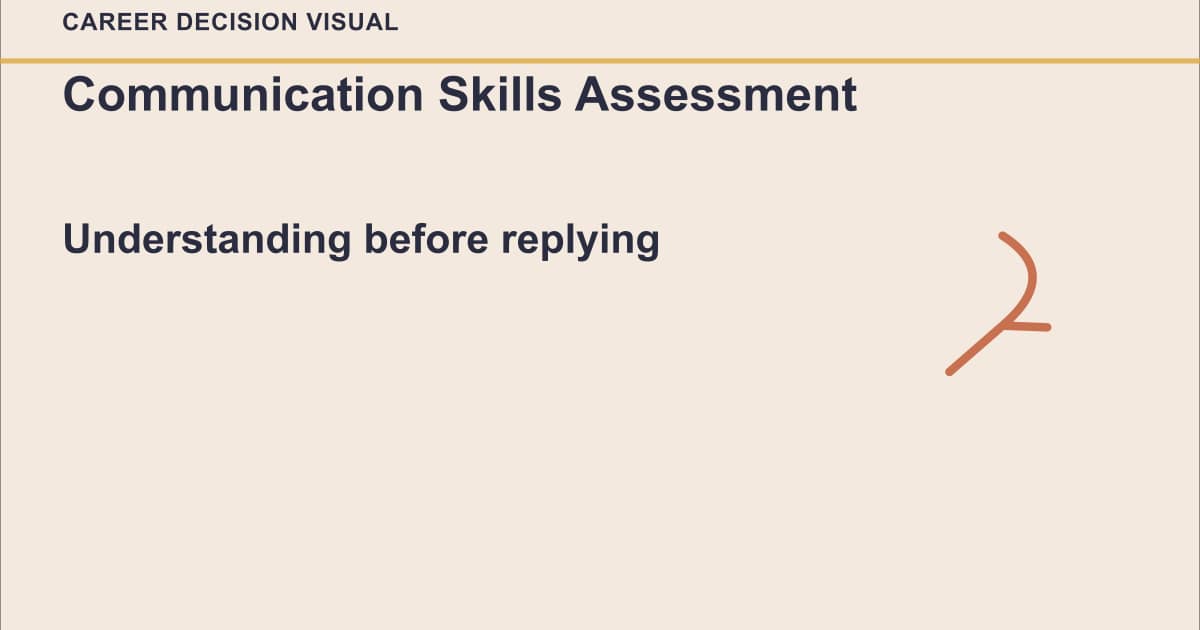 CAREER DECISION VISUAL
Communication Skills Assessment
Understanding before replying